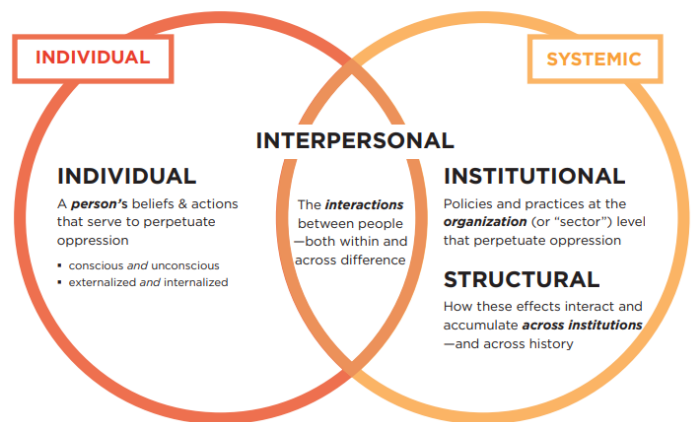 INDIVIDUAL
SYSTEMIC
INTERPERSONAL
INDIVIDUAL
A person's beliefs & actions
that serve to perpetuate
oppression
▪ conscious and unconscious
▪ externalized and internalized
The interactions
between people
—both within and
across difference
INSTITUTIONAL
Policies and practices at the
organization (or “sector”) level
that perpetuate oppression
STRUCTURAL
How these effects interact and
accumulate across institutions
—and across history